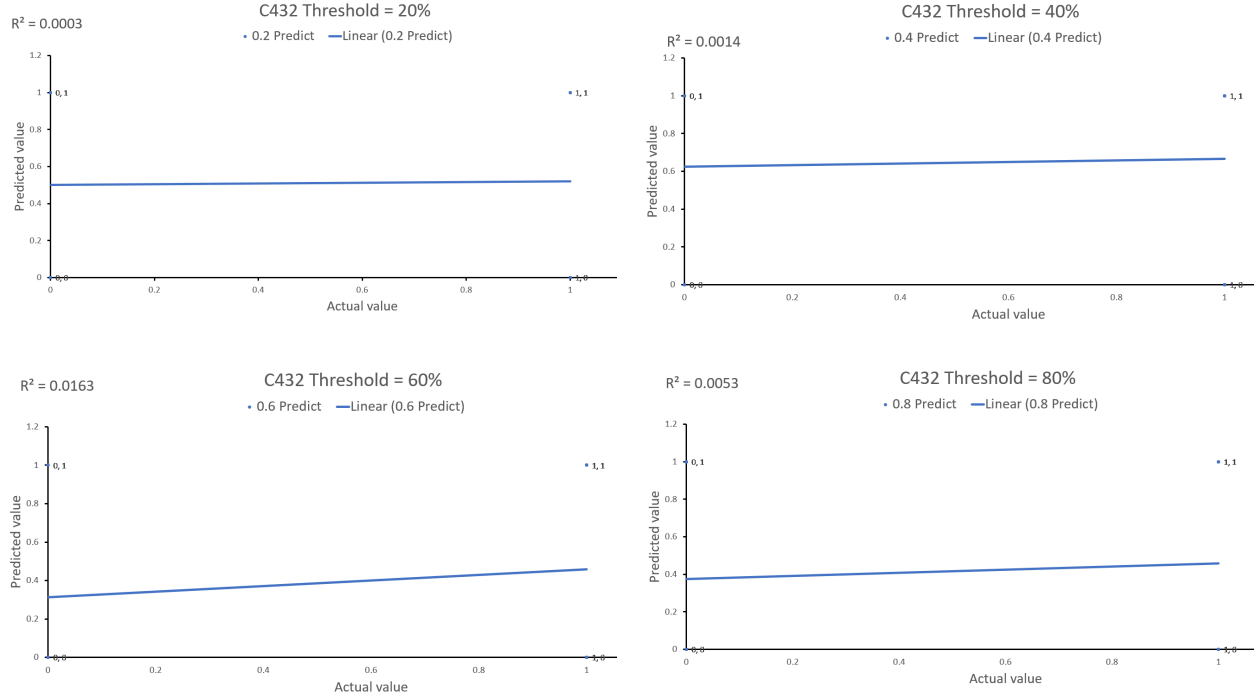 R² = 0.0003
C432 Threshold = 20%
0.2 Predict Linear (0.2 Predict)
1.2
1
0.8
0.6
0.4
0.2
0
0, 1
1, 1
0, 0
1, 0
0 0.2 0.4 0.6 0.8 1
Predicted value
Actual value
R² = 0.0014
C432 Threshold = 40%
0.4 Predict Linear (0.4 Predict)
1.2
1
0.8
0.6
0.4
0.2
0
0, 1
1, 1
0, 0
1, 0
0 0.2 0.4 0.6 0.8 1
Predicted value
Actual value
R² = 0.0163
C432 Threshold = 60%
0.6 Predict Linear (0.6 Predict)
1.2
1
0.8
0.6
0.4
0.2
0
0, 1
1, 1
0, 0
1, 0
0 0.2 0.4 0.6 0.8 1
Predicted value
Actual value
R² = 0.0053
C432 Threshold = 80%
0.8 Predict Linear (0.8 Predict)
1.2
1
0.8
0.6
0.4
0.2
0
0, 1
1, 1
0, 0
1, 0
0 0.2 0.4 0.6 0.8 1
Predicted value
Actual value